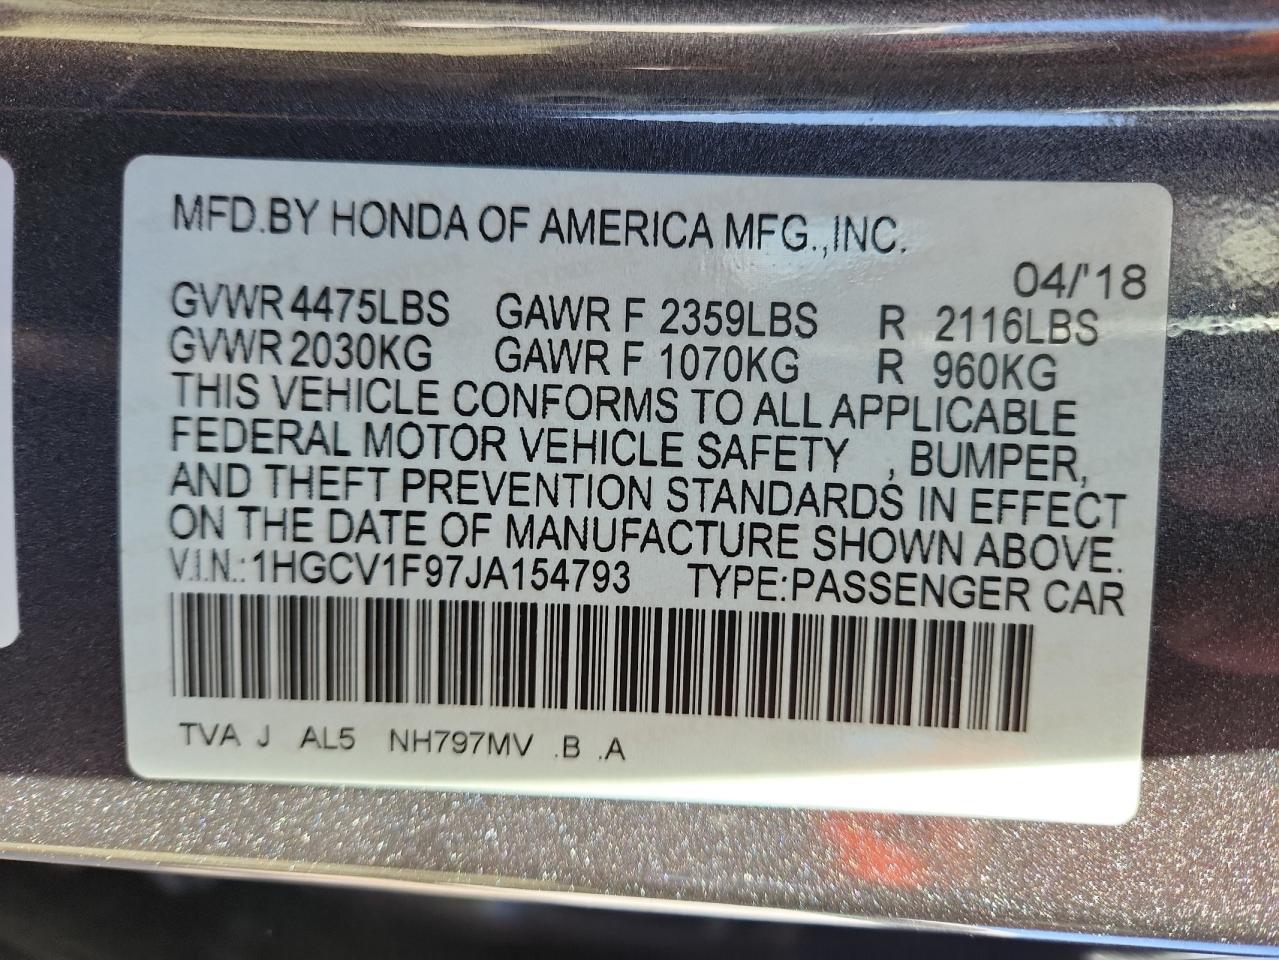 MFD.BY HONDA OF AMERICA MFG.,INC.
04/'18
GVWR 4475LBS GAWR F 2359LBS R 2116LBS
GVWR 2030KG GAWR F 1070KG R 960KG
THIS VEHICLE CONFORMS TO ALL APPLICABLE
FEDERAL MOTOR VEHICLE SAFETY , BUMPER,
AND THEFT PREVENTION STANDARDS IN EFFECT
ON THE DATE OF MANUFACTURE SHOWN ABOVE.
V.I.N.:1HGCV1F97JA154793 TYPE:PASSENGER CAR
TVA J AL5 NH797MV .B .A